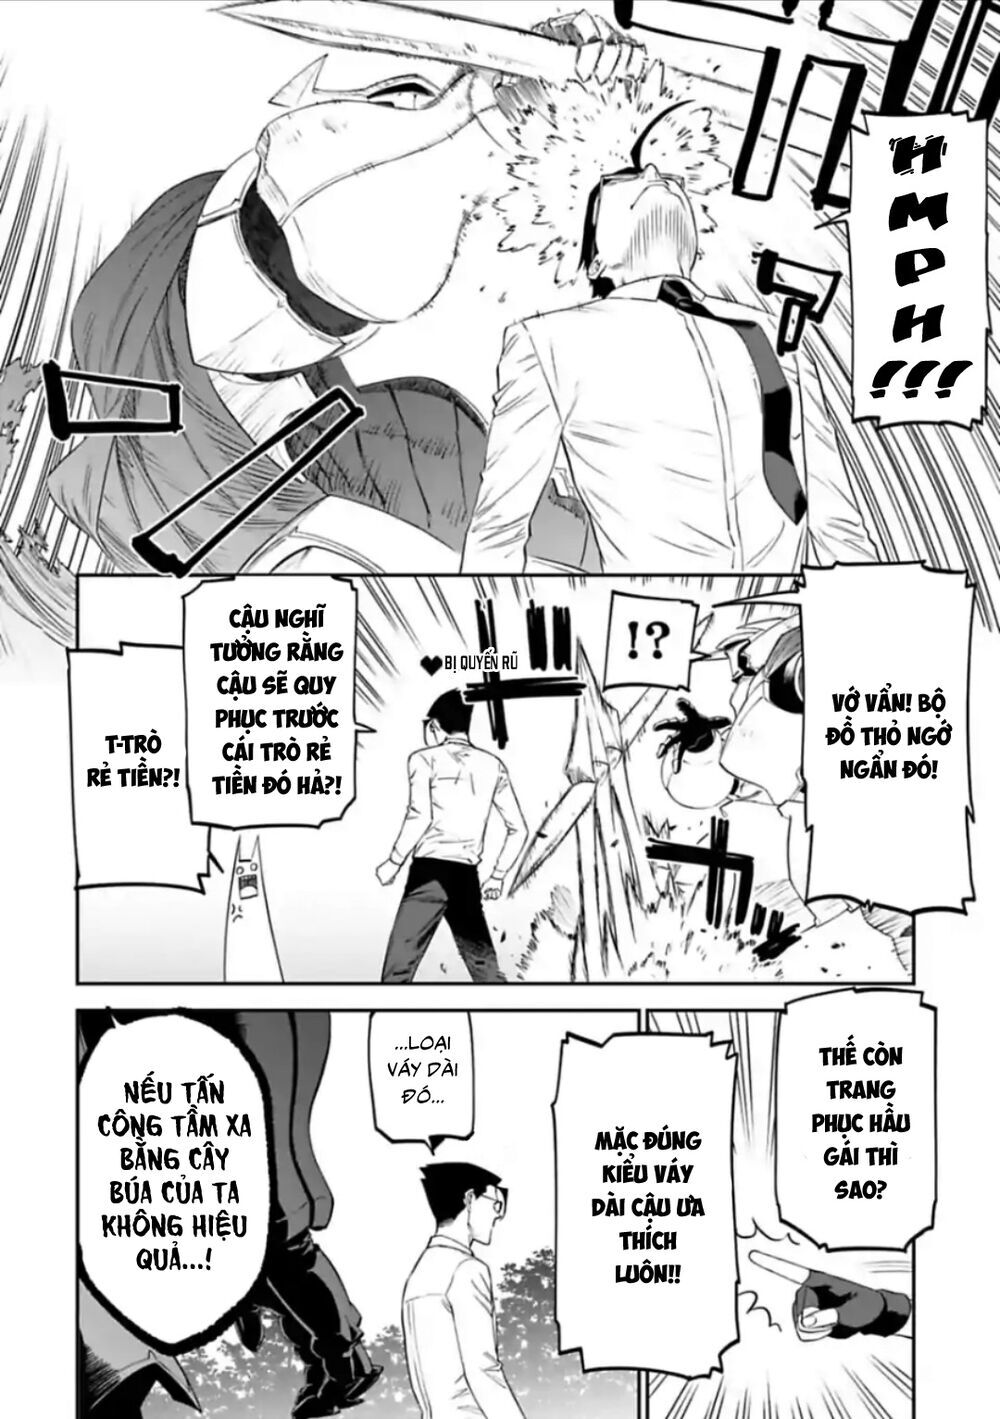 HMPH!!!
VỚ VẨN! BỘ
ĐỒ THỎ NGỚ
NGẨN ĐÓ!
!?
BỊ QUYẾN RŨ
CẬU NGHĨ
TƯỞNG RẰNG
CẬU SẼ QUY
PHỤC TRƯỚC
CÁI TRÒ RẺ
TIỀN ĐÓ HẢ?!
T-TRÒ
RẺ TIỀN?!
THẾ CÒN
TRANG
PHỤC HẦU
GÁI THÌ
SAO?
MẶC ĐÚNG
KIỂU VÁY
DÀI CẬU ƯA
THÍCH
LUÔN!!
...LOẠI
VÁY DÀI
ĐÓ...
NẾU TẤN
CÔNG TẦM XA
BẰNG CÂY
BÚA CỦA TA
KHÔNG HIỆU
QUẢ...!